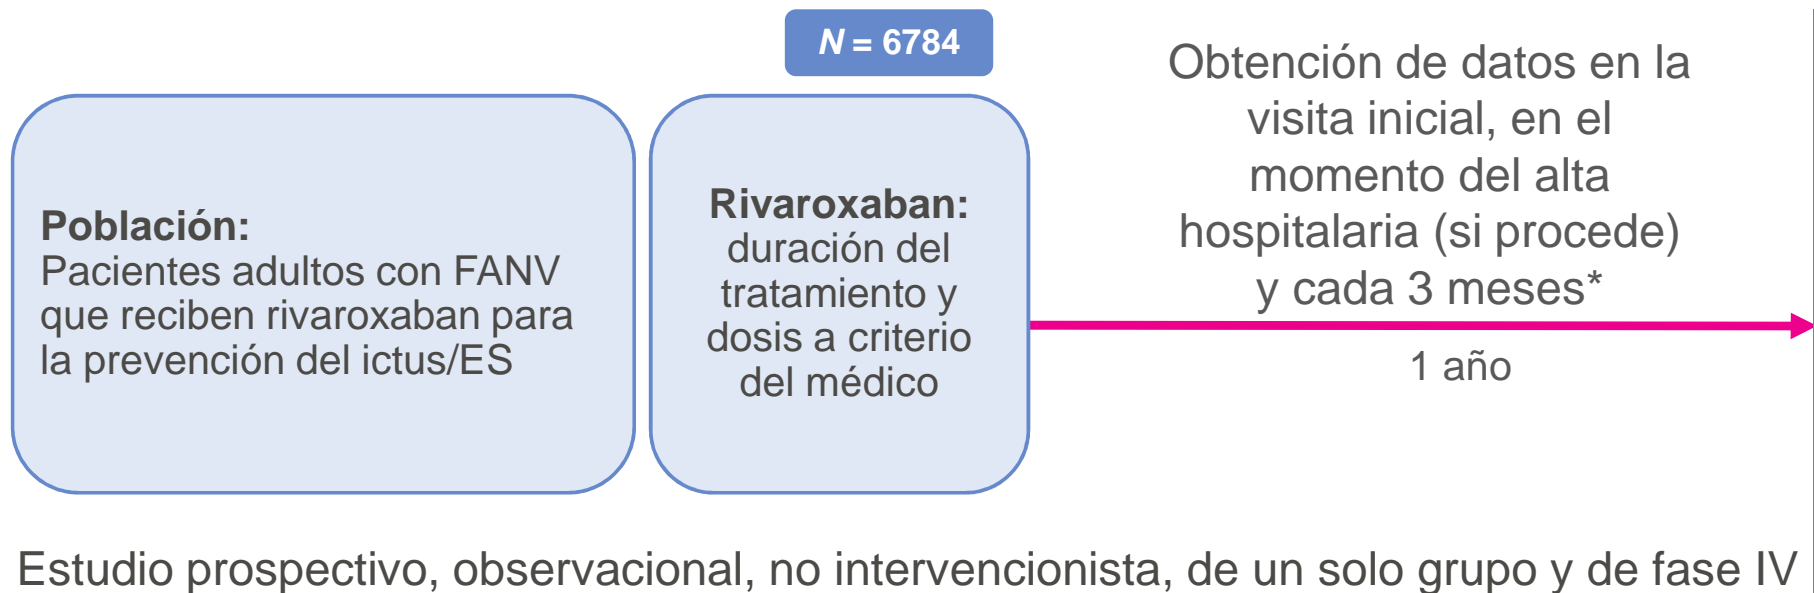 N = 6784
Población:
Pacientes adultos con FANV
que reciben rivaroxaban para
la prevención del ictus/ES
Rivaroxaban:
duración del
tratamiento y
dosis a criterio
del médico
Obtención de datos en la
visita inicial, en el
momento del alta
hospitalaria (si procede)
y cada 3 meses*
1 año
Estudio prospectivo, observacional, no intervencionista, de un solo grupo y de fase IV